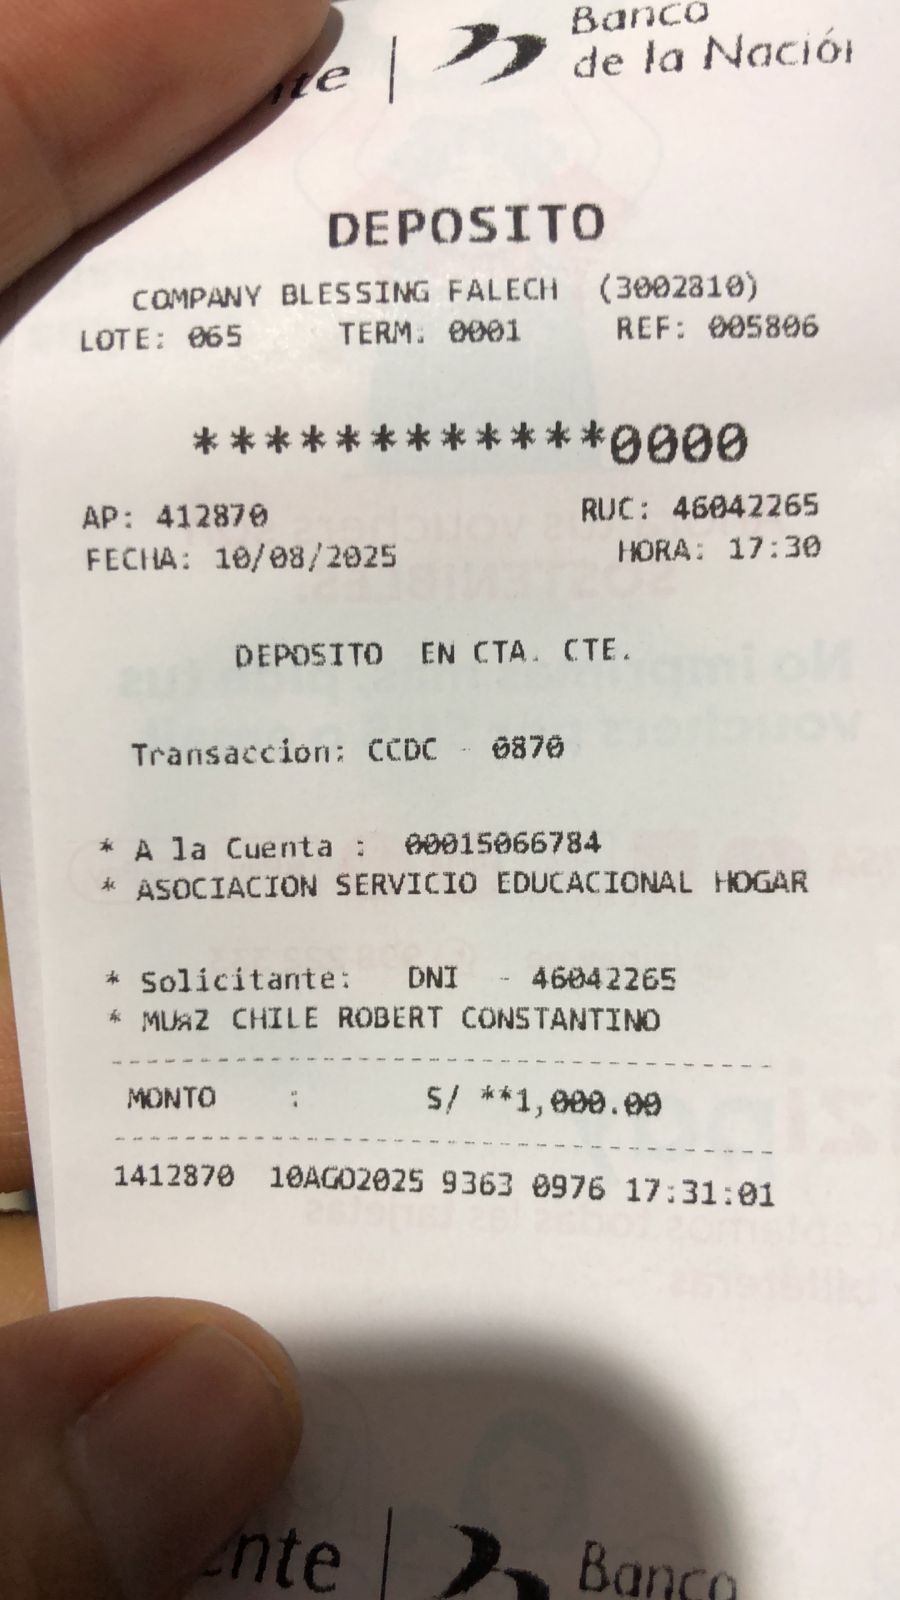 Banco
de la Nación
DEPOSITO
COMPANY BLESSING FALECH (3002810)
LOTE: 065 TERM: 0001 REF: 005806
************0000
AP: 412870 RUC: 46042265
FECHA: 10/08/2025 HORA: 17:30
DEPOSITO EN CTA. CTE.
Transaccion: CCDC - 0870
* A la Cuenta : 00015066784
* ASOCIACION SERVICIO EDUCACIONAL HOGAR
* Solicitante: DNI - 46042265
* MUяZ CHILE ROBERT CONSTANTINO
MONTO : S/ **1,000.00
1412870 10AGO2025 9363 0976 17:31:01
Banco